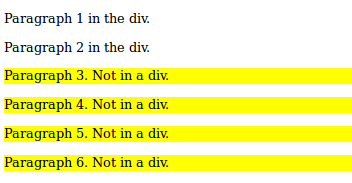 Paragraph 1 in the div.
Paragraph 2 in the div.
Paragraph 3. Not in a div.
Paragraph 4. Not in a div.
Paragraph 5. Not in a div.
Paragraph 6. Not in a div.